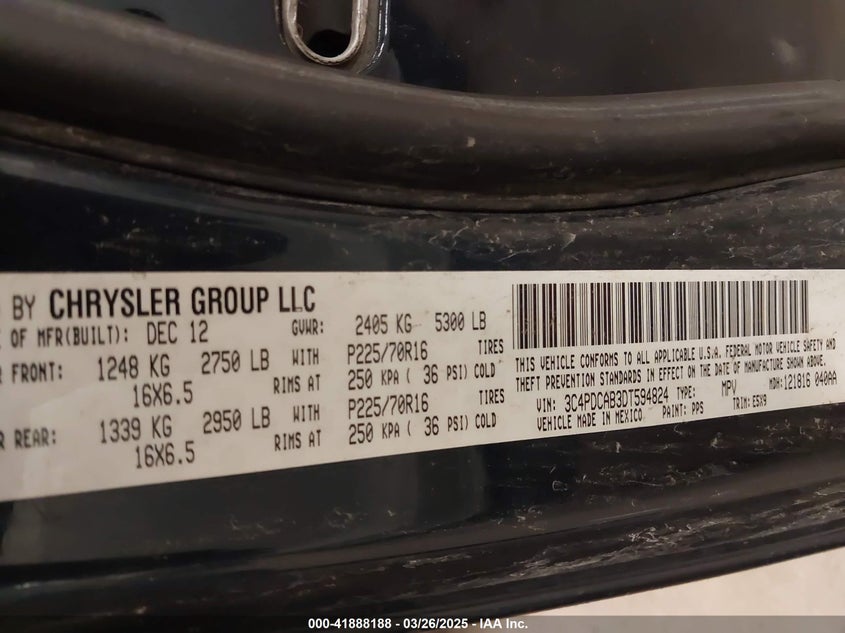 BY CHRYSLER GROUP LLC
OF MFR(BUILT): DEC 12 GVWR: 2405 KG 5300 LB
FRONT: 1248 KG 2750 LB WITH P225/70R16 TIRES
16X6.5 RIMS AT 250 KPA ( 36 PSI) COLD
REAR: 1339 KG 2950 LB WITH P225/70R16 TIRES
16X6.5 RIMS AT 250 KPA ( 36 PSI) COLD
THIS VEHICLE CONFORMS TO ALL APPLICABLE U.S.A. FEDERAL MOTOR VEHICLE SAFETY AND
THEFT PREVENTION STANDARDS IN EFFECT ON THE DATE OF MANUFACTURE SHOWN ABOVE.
VIN: 3C4PDCAB3DT594824 TYPE: MPV MDH: 121816 040AA
VEHICLE MADE IN MEXICO PAINT: PPS TRIM: E5X9
000-41888188 - 03/26/2025 - IAA Inc.